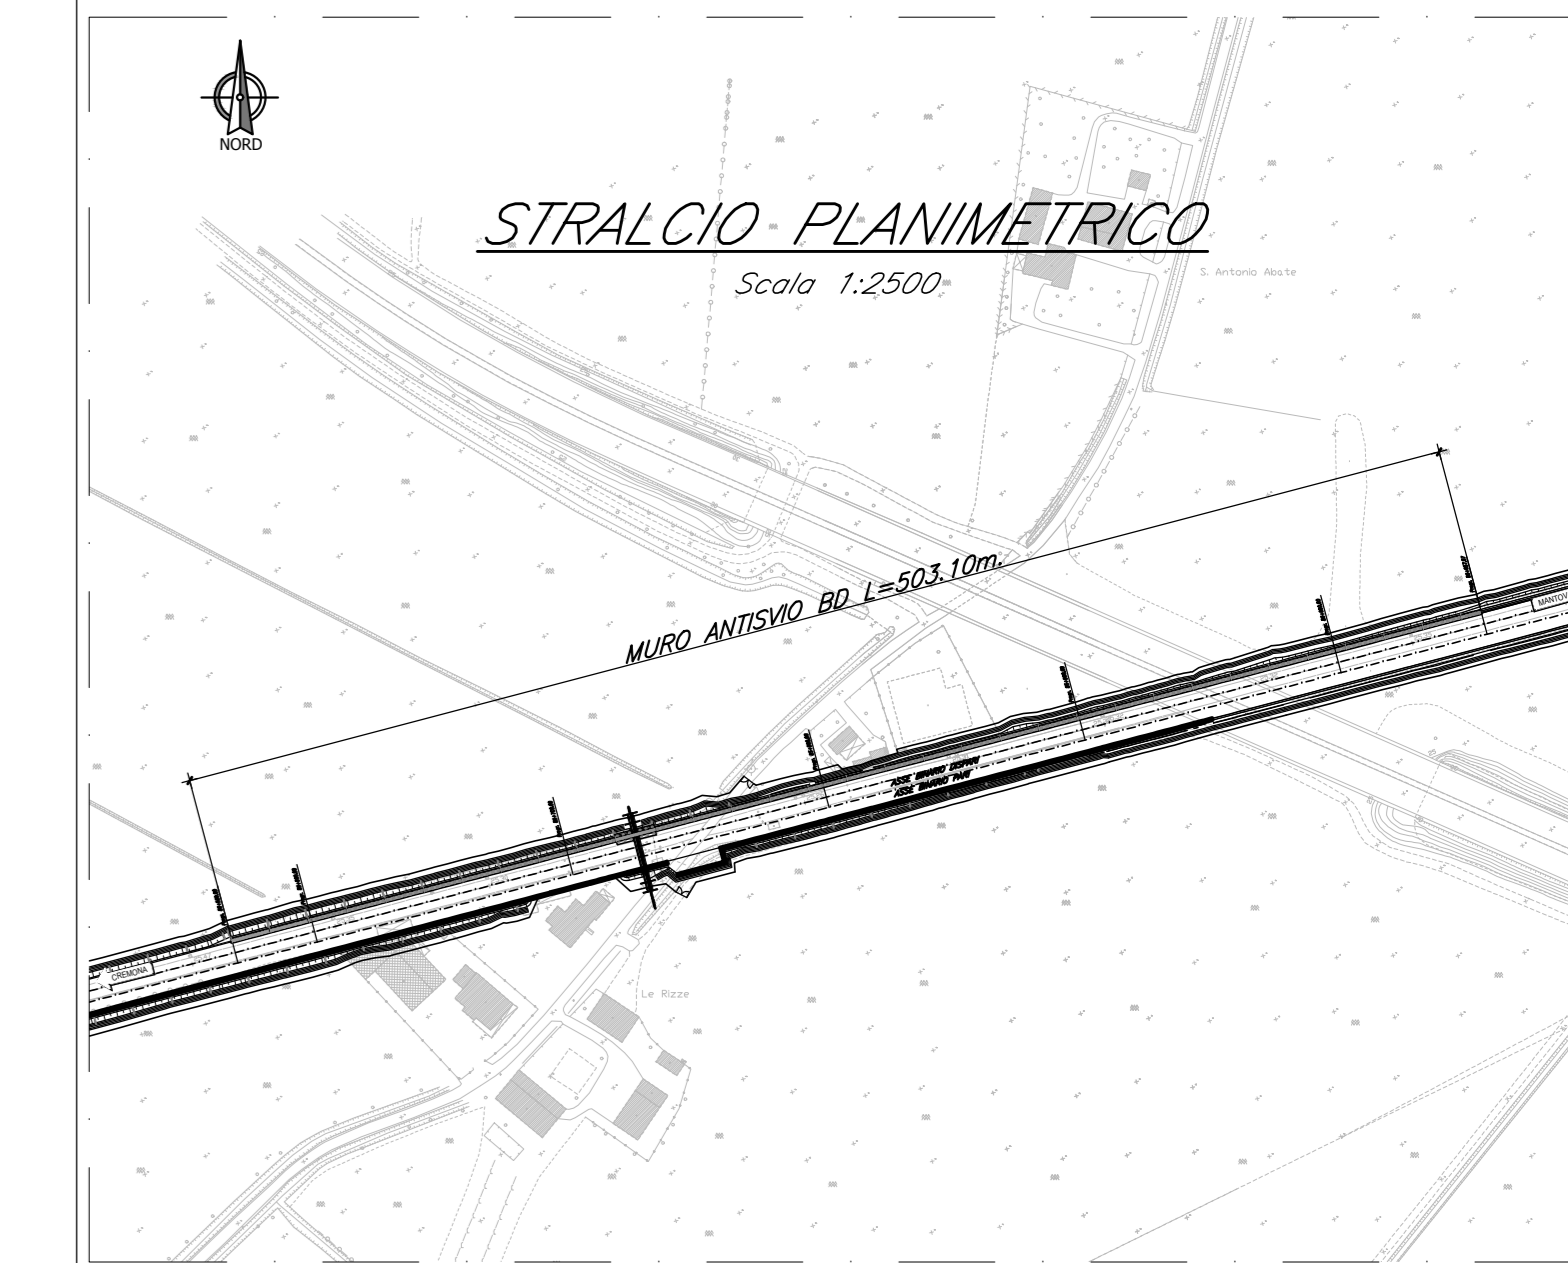 NORD
STRALCIO PLANIMETRICO
Scala 1:2500
S. Antonio Abate
MURO ANTISVIO BD L=503.10m.
MANTOV
ASSE BINARIO DISPARI
ASSE BINARIO PARI
CREMONA
Le Rizze